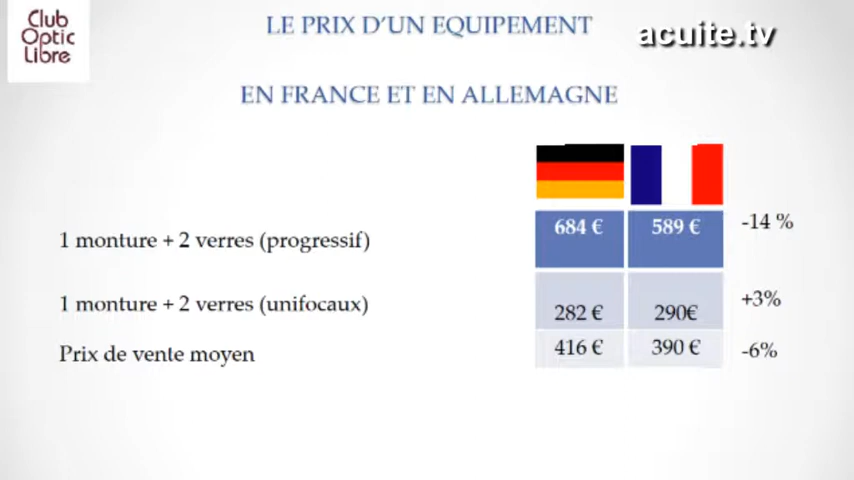 Club
Optic
Libre
LE PRIX D'UN EQUIPEMENT
acuite.tv
EN FRANCE ET EN ALLEMAGNE
1 monture + 2 verres (progressif) 684 € 589 € -14 %
1 monture + 2 verres (unifocaux) 282 € 290€ +3%
Prix de vente moyen 416 € 390 € -6%